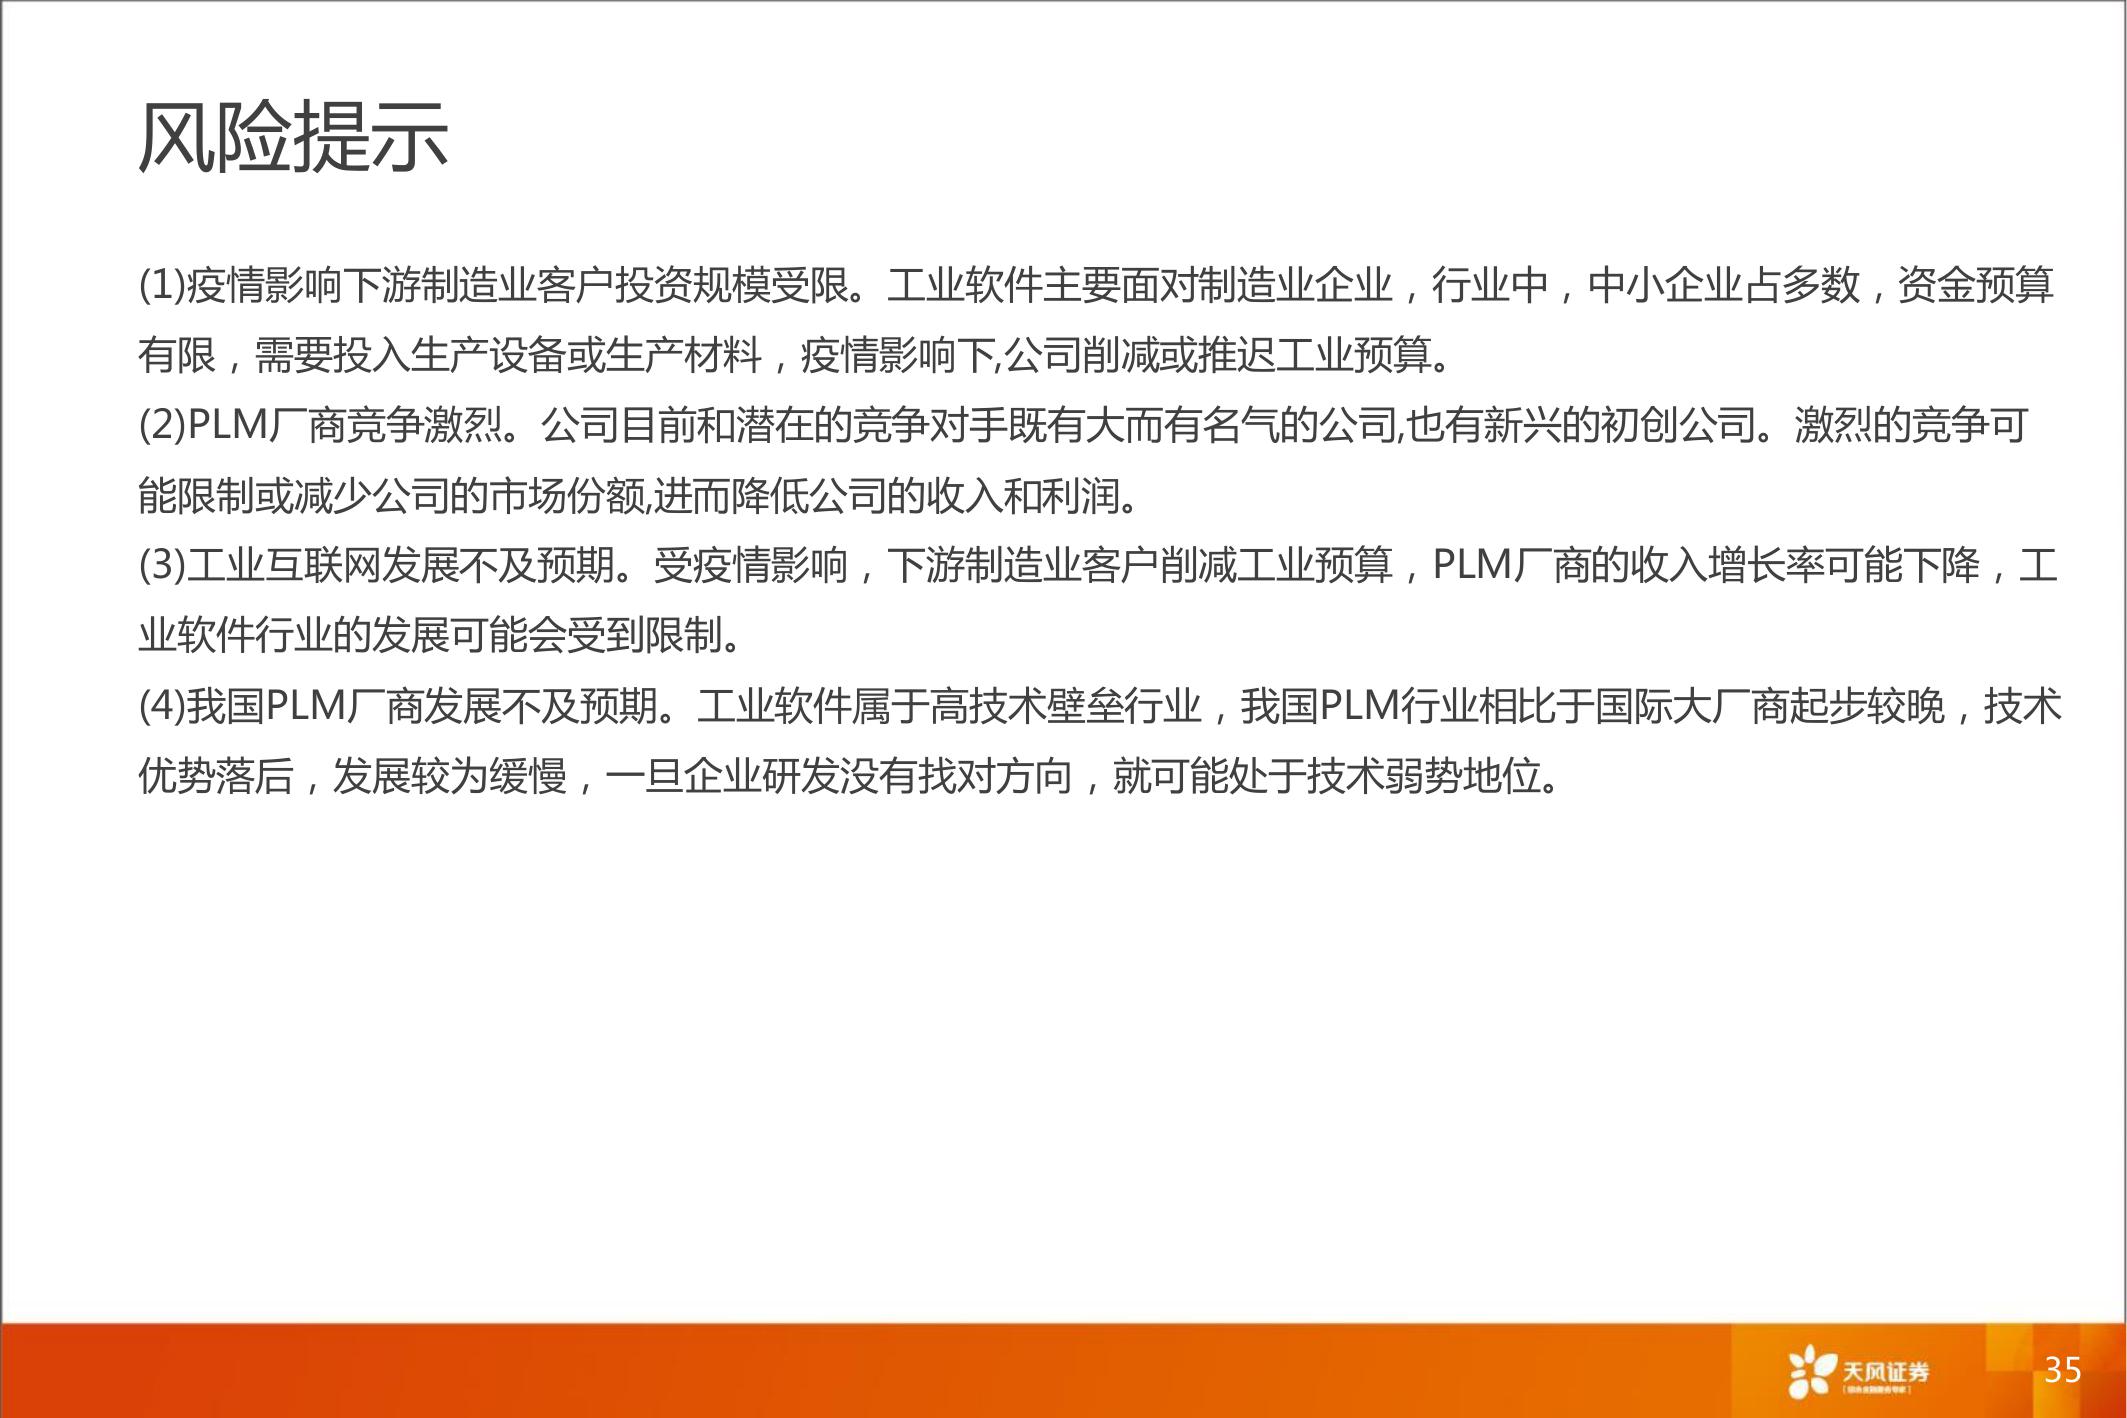 风险提示
(1)疫情影响下游制造业客户投资规模受限。工业软件主要面对制造业企业，行业中，中小企业占多数，资金预算
有限，需要投入生产设备或生产材料，疫情影响下,公司削减或推迟工业预算。
(2)PLM厂商竞争激烈。公司目前和潜在的竞争对手既有大而有名气的公司,也有新兴的初创公司。激烈的竞争可
能限制或减少公司的市场份额,进而降低公司的收入和利润。
(3)工业互联网发展不及预期。受疫情影响，下游制造业客户削减工业预算，PLM厂商的收入增长率可能下降，工
业软件行业的发展可能会受到限制。
(4)我国PLM厂商发展不及预期。工业软件属于高技术壁垒行业，我国PLM行业相比于国际大厂商起步较晚，技术
优势落后，发展较为缓慢，一旦企业研发没有找对方向，就可能处于技术弱势地位。
天风证券
35